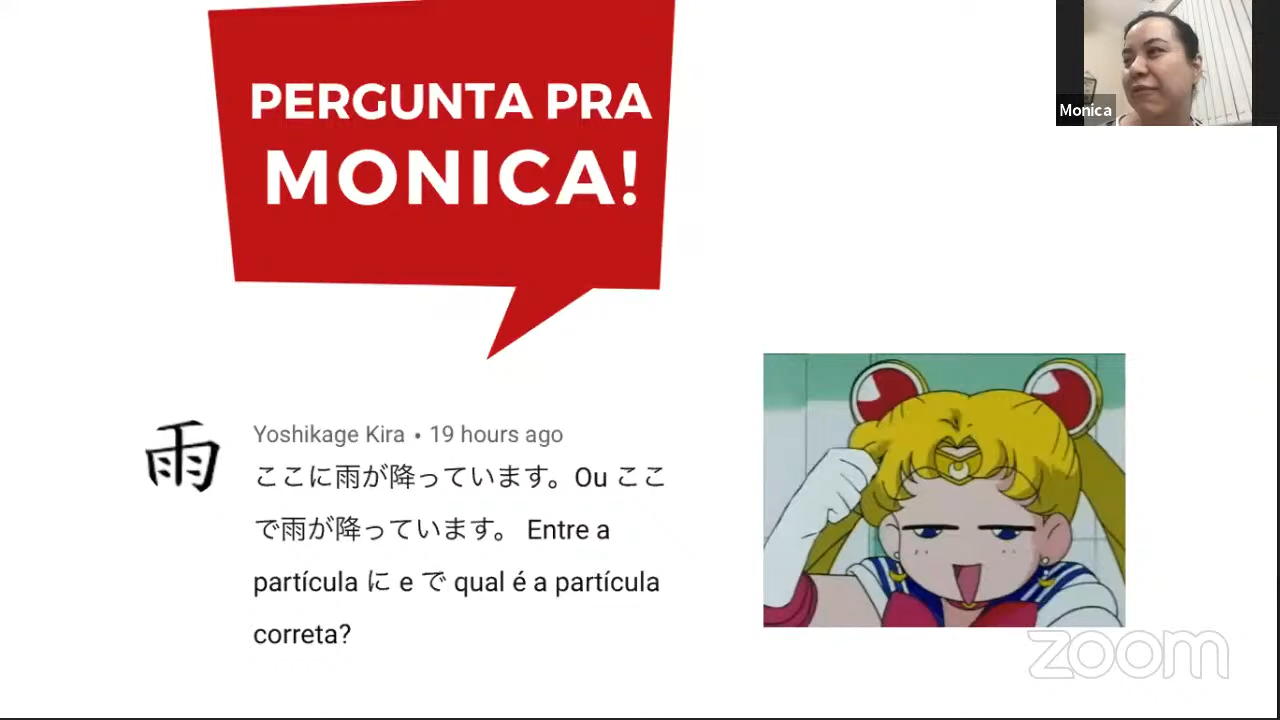 PERGUNTA PRA
MONICA!
Monica
雨
Yoshikage Kira • 19 hours ago
ここに雨が降っています。Ou ここ
で雨が降っています。 Entre a
partícula に e で qual é a partícula
correta?
zoom